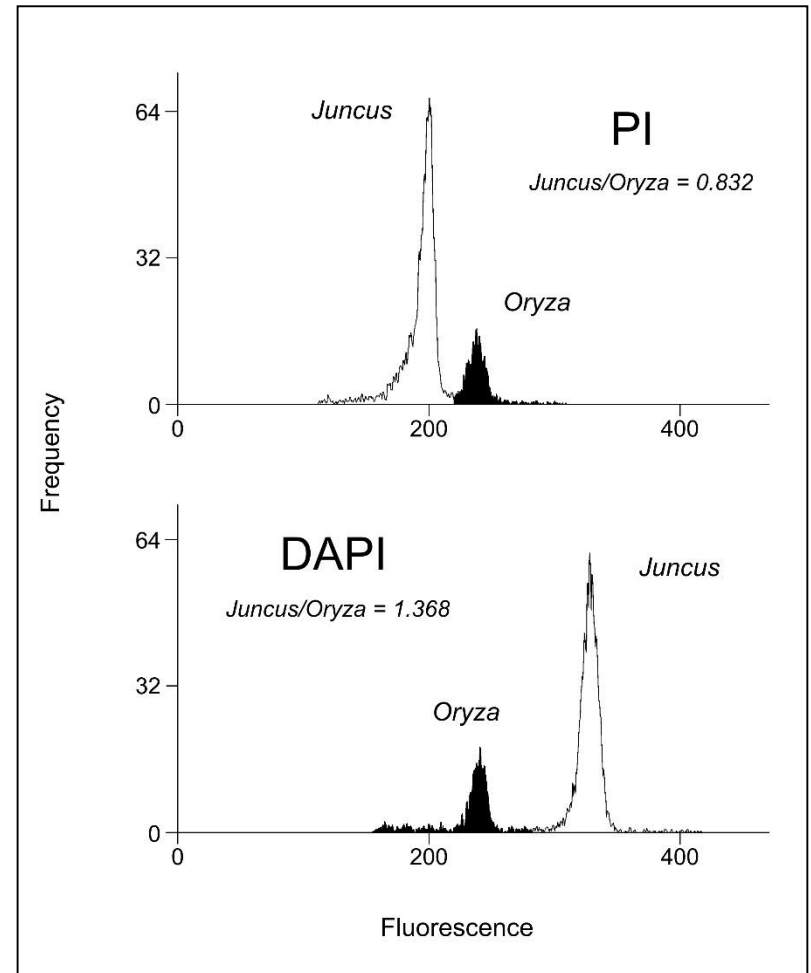 64
Juncus
PI
Juncus/Oryza = 0.832
32
Oryza
0
0
200
400
Frequency
64
DAPI
Juncus
Juncus/Oryza = 1.368
32
Oryza
0
0
200
400
Fluorescence